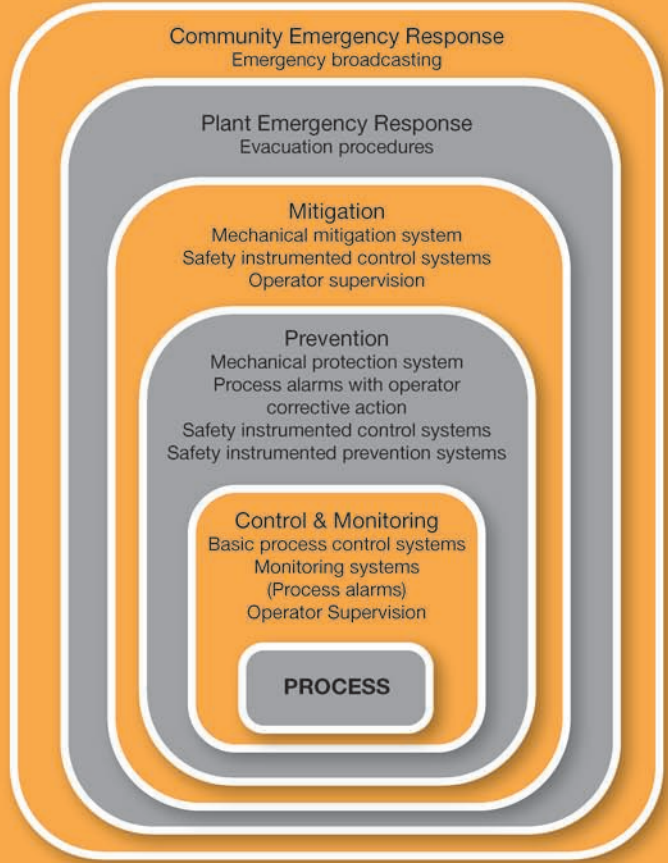 Community Emergency Response
Emergency broadcasting
Plant Emergency Response
Evacuation procedures
Mitigation
Mechanical mitigation system
Safety instrumented control systems
Operator supervision
Prevention
Mechanical protection system
Process alarms with operator
corrective action
Safety instrumented control systems
Safety instrumented prevention systems
Control & Monitoring
Basic process control systems
Monitoring systems
(Process alarms)
Operator Supervision
PROCESS